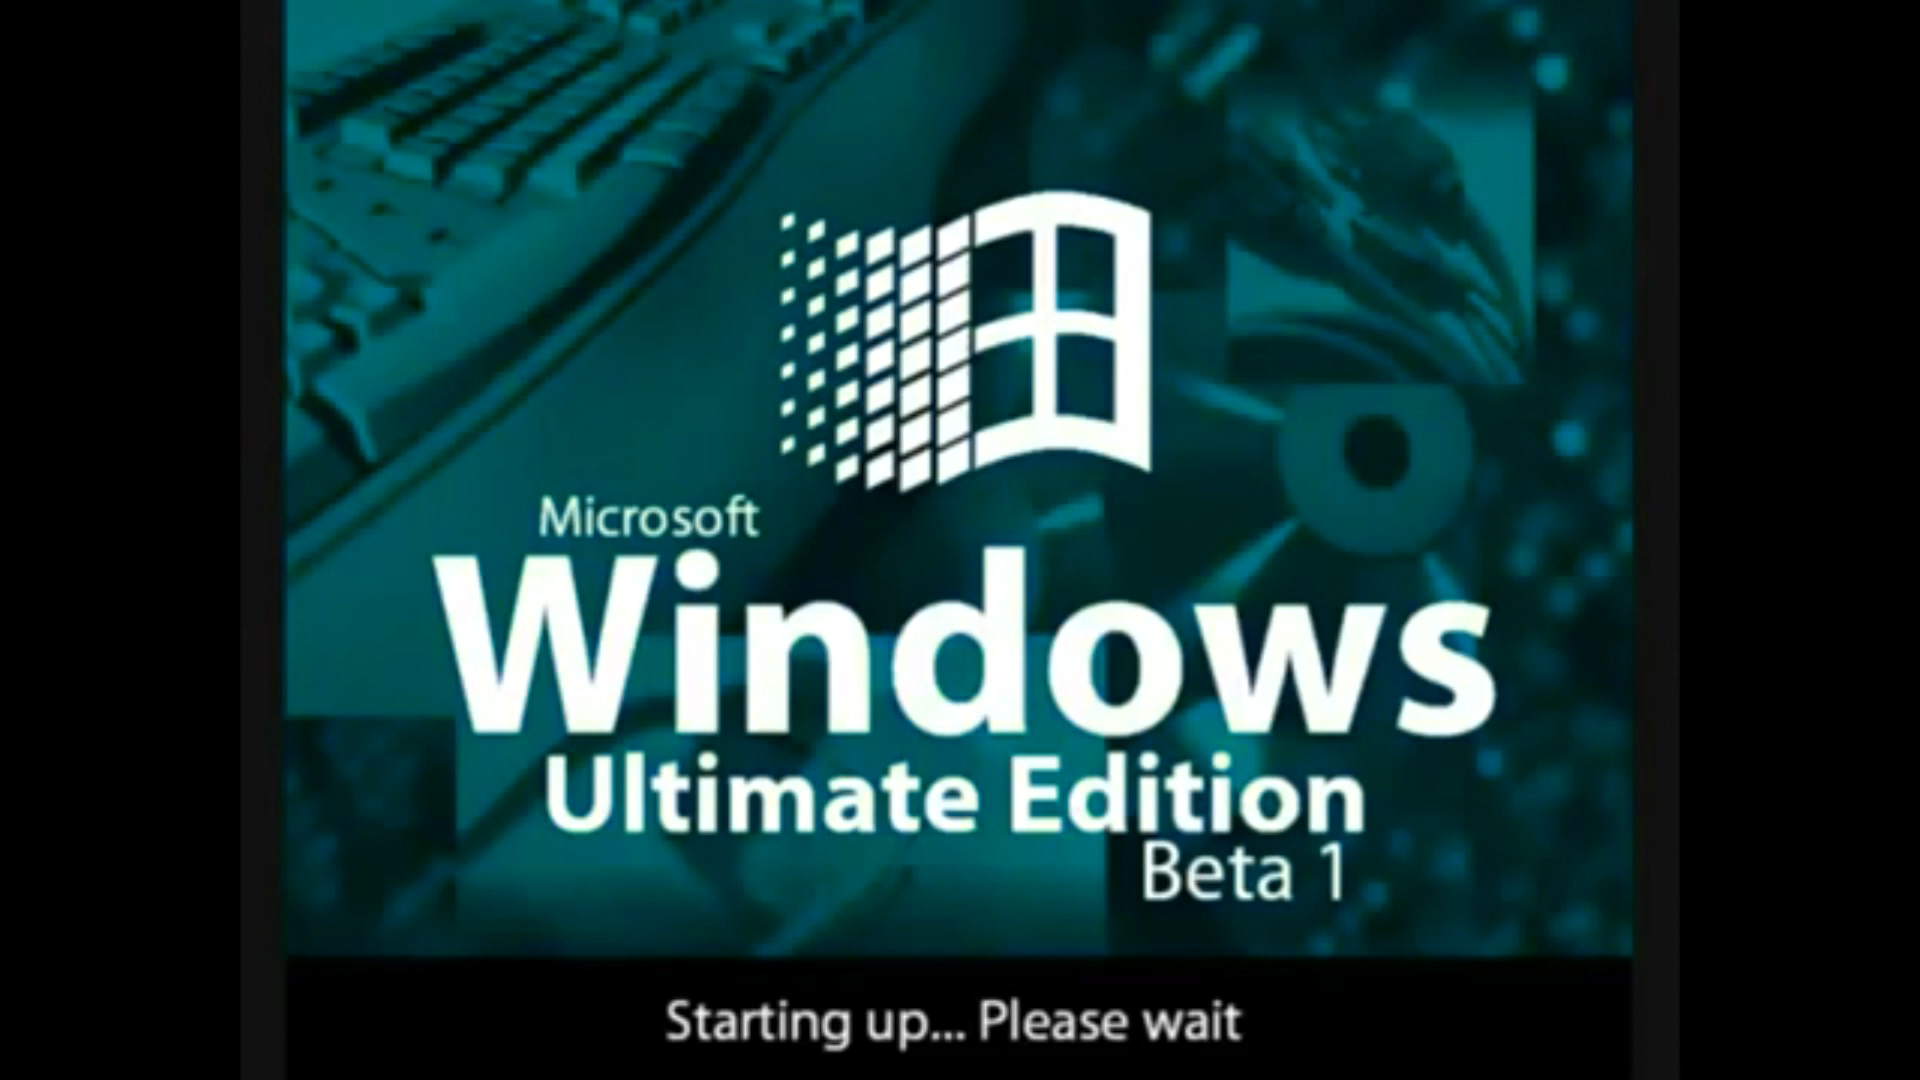 Microsoft
Windows
Ultimate Edition
Beta 1
Starting up... Please wait